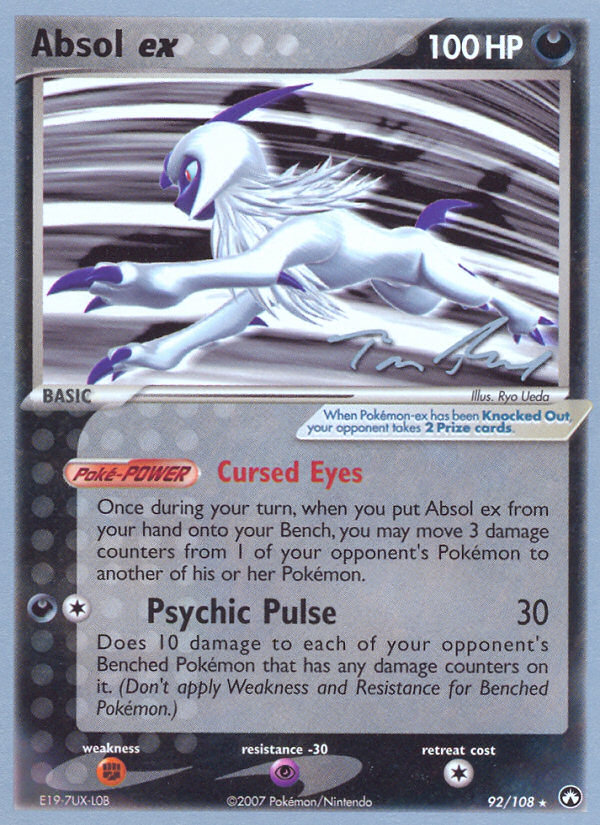 Absol ex
100 HP
BASIC
Illus. Ryo Ueda
When Pokémon-ex has been Knocked Out,
your opponent takes 2 Prize cards.
Poké-POWER Cursed Eyes
Once during your turn, when you put Absol ex from
your hand onto your Bench, you may move 3 damage
counters from 1 of your opponent's Pokémon to
another of his or her Pokémon.
Psychic Pulse 30
Does 10 damage to each of your opponent's
Benched Pokémon that has any damage counters on
it. (Don't apply Weakness and Resistance for Benched
Pokémon.)
weakness resistance -30 retreat cost
E19-7UX-L0B ©2007 Pokémon/Nintendo 92/108 ★